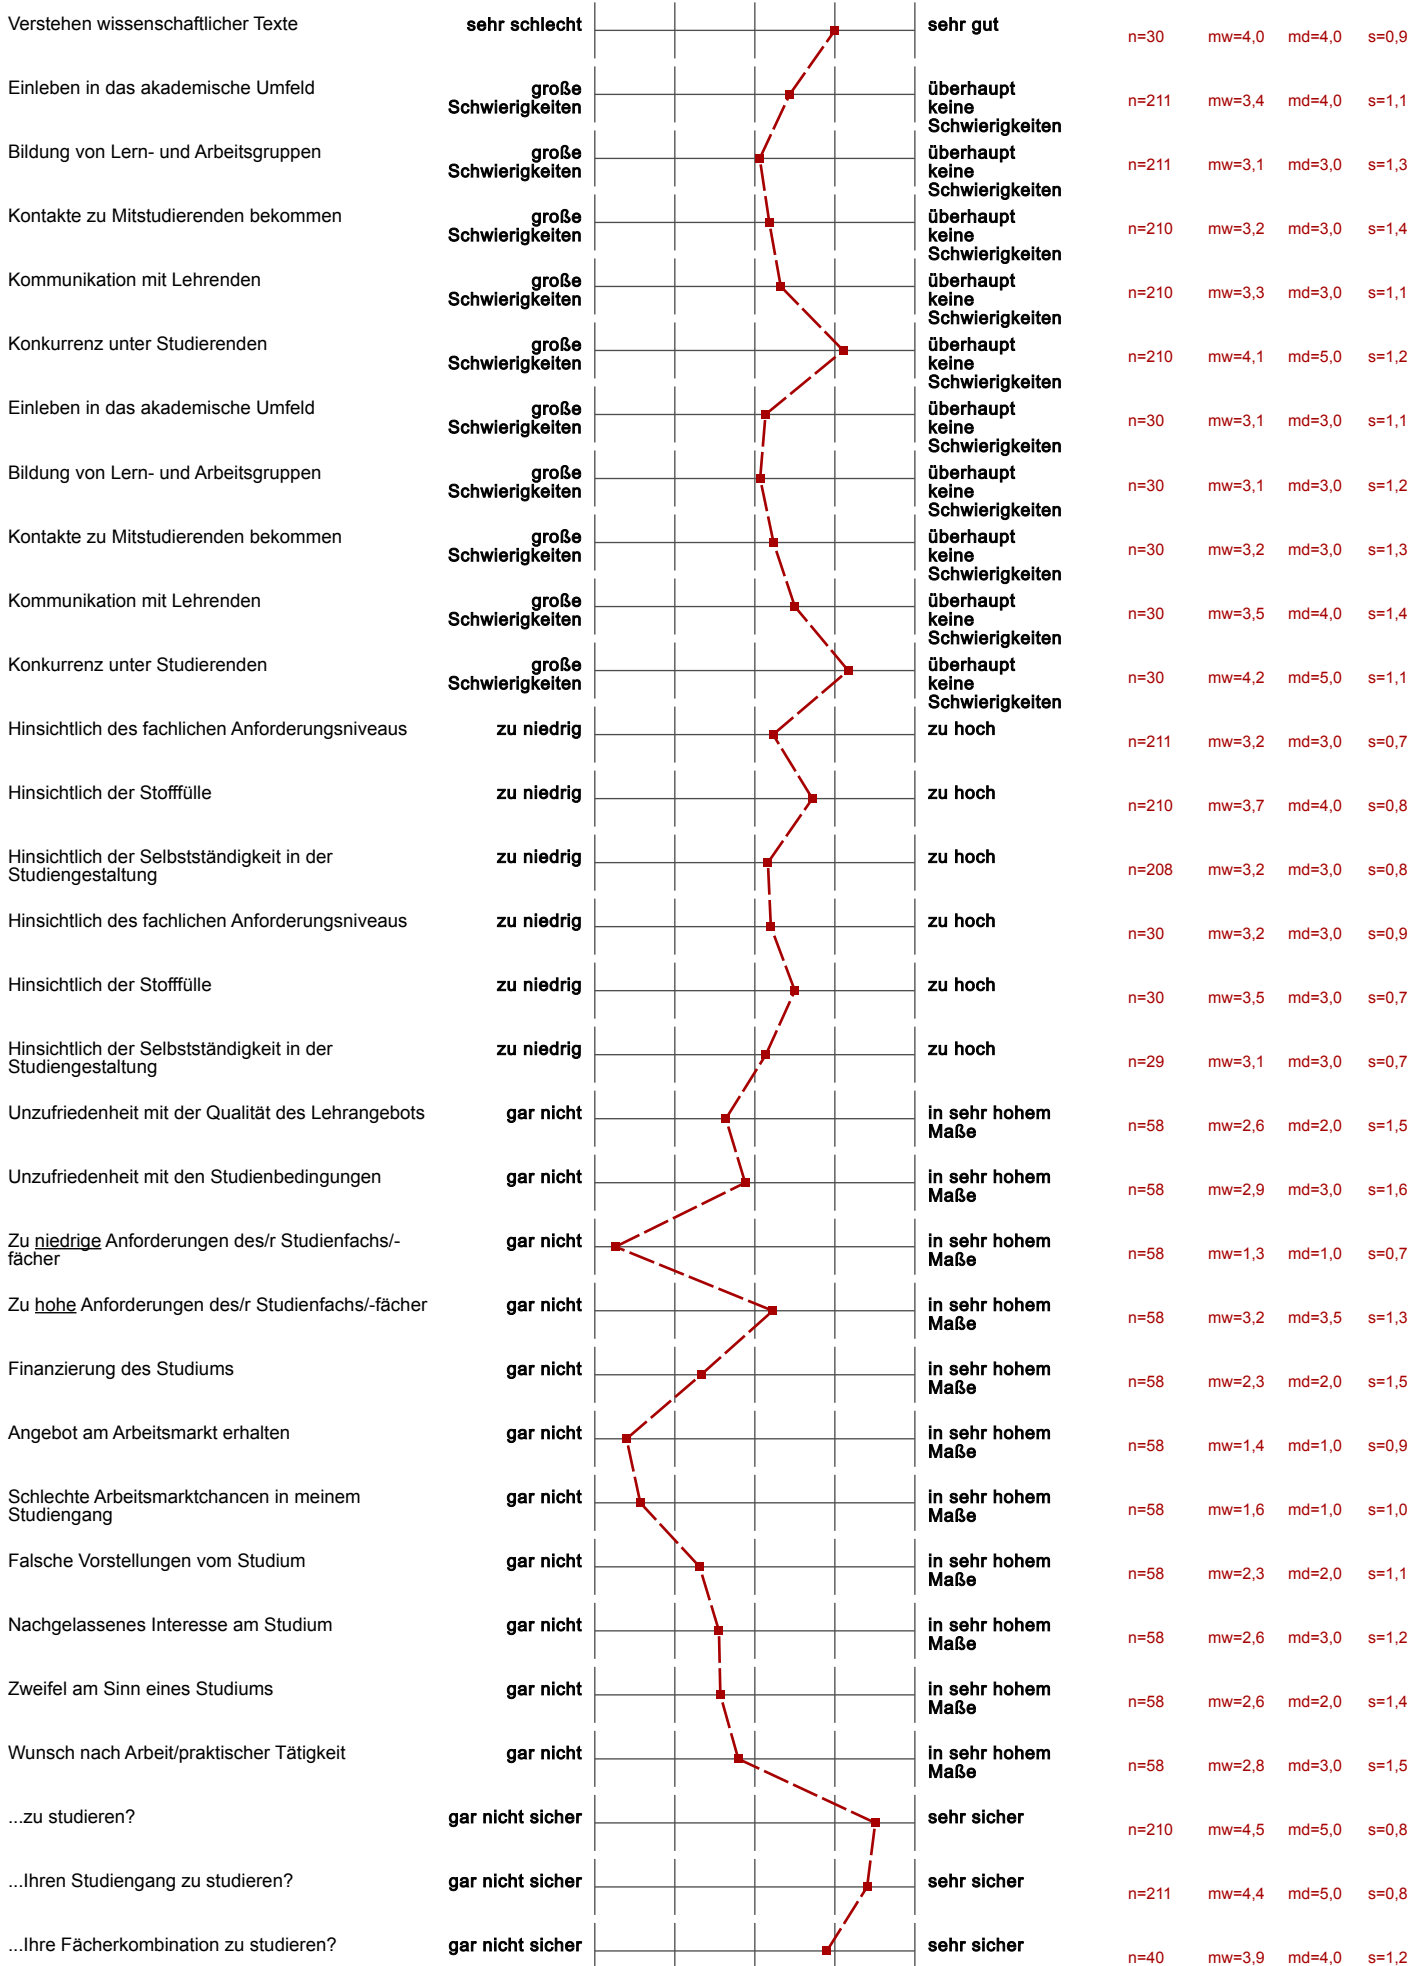 Verstehen wissenschaftlicher Texte sehr schlecht sehr gut n=30 mw=4,0 md=4,0 s=0,9
Einleben in das akademische Umfeld große Schwierigkeiten überhaupt keine Schwierigkeiten n=211 mw=3,4 md=4,0 s=1,1
Bildung von Lern- und Arbeitsgruppen große Schwierigkeiten überhaupt keine Schwierigkeiten n=211 mw=3,1 md=3,0 s=1,3
Kontakte zu Mitstudierenden bekommen große Schwierigkeiten überhaupt keine Schwierigkeiten n=210 mw=3,2 md=3,0 s=1,4
Kommunikation mit Lehrenden große Schwierigkeiten überhaupt keine Schwierigkeiten n=210 mw=3,3 md=3,0 s=1,1
Konkurrenz unter Studierenden große Schwierigkeiten überhaupt keine Schwierigkeiten n=210 mw=4,1 md=5,0 s=1,2
Einleben in das akademische Umfeld große Schwierigkeiten überhaupt keine Schwierigkeiten n=30 mw=3,1 md=3,0 s=1,1
Bildung von Lern- und Arbeitsgruppen große Schwierigkeiten überhaupt keine Schwierigkeiten n=30 mw=3,1 md=3,0 s=1,2
Kontakte zu Mitstudierenden bekommen große Schwierigkeiten überhaupt keine Schwierigkeiten n=30 mw=3,2 md=3,0 s=1,3
Kommunikation mit Lehrenden große Schwierigkeiten überhaupt keine Schwierigkeiten n=30 mw=3,5 md=4,0 s=1,4
Konkurrenz unter Studierenden große Schwierigkeiten überhaupt keine Schwierigkeiten n=30 mw=4,2 md=5,0 s=1,1
Hinsichtlich des fachlichen Anforderungsniveaus zu niedrig zu hoch n=211 mw=3,2 md=3,0 s=0,7
Hinsichtlich der Stofffülle zu niedrig zu hoch n=210 mw=3,7 md=4,0 s=0,8
Hinsichtlich der Selbstständigkeit in der Studiengestaltung zu niedrig zu hoch n=208 mw=3,2 md=3,0 s=0,8
Hinsichtlich des fachlichen Anforderungsniveaus zu niedrig zu hoch n=30 mw=3,2 md=3,0 s=0,9
Hinsichtlich der Stofffülle zu niedrig zu hoch n=30 mw=3,5 md=3,0 s=0,7
Hinsichtlich der Selbstständigkeit in der Studiengestaltung zu niedrig zu hoch n=29 mw=3,1 md=3,0 s=0,7
Unzufriedenheit mit der Qualität des Lehrangebots gar nicht in sehr hohem Maße n=58 mw=2,6 md=2,0 s=1,5
Unzufriedenheit mit den Studienbedingungen gar nicht in sehr hohem Maße n=58 mw=2,9 md=3,0 s=1,6
Zu niedrige Anforderungen des/r Studienfachs/-fächer gar nicht in sehr hohem Maße n=58 mw=1,3 md=1,0 s=0,7
Zu hohe Anforderungen des/r Studienfachs/-fächer gar nicht in sehr hohem Maße n=58 mw=3,2 md=3,5 s=1,3
Finanzierung des Studiums gar nicht in sehr hohem Maße n=58 mw=2,3 md=2,0 s=1,5
Angebot am Arbeitsmarkt erhalten gar nicht in sehr hohem Maße n=58 mw=1,4 md=1,0 s=0,9
Schlechte Arbeitsmarktchancen in meinem Studiengang gar nicht in sehr hohem Maße n=58 mw=1,6 md=1,0 s=1,0
Falsche Vorstellungen vom Studium gar nicht in sehr hohem Maße n=58 mw=2,3 md=2,0 s=1,1
Nachgelassenes Interesse am Studium gar nicht in sehr hohem Maße n=58 mw=2,6 md=3,0 s=1,2
Zweifel am Sinn eines Studiums gar nicht in sehr hohem Maße n=58 mw=2,6 md=2,0 s=1,4
Wunsch nach Arbeit/praktischer Tätigkeit gar nicht in sehr hohem Maße n=58 mw=2,8 md=3,0 s=1,5
...zu studieren? gar nicht sicher sehr sicher n=210 mw=4,5 md=5,0 s=0,8
...Ihren Studiengang zu studieren? gar nicht sicher sehr sicher n=211 mw=4,4 md=5,0 s=0,8
...Ihre Fächerkombination zu studieren? gar nicht sicher sehr sicher n=40 mw=3,9 md=4,0 s=1,2